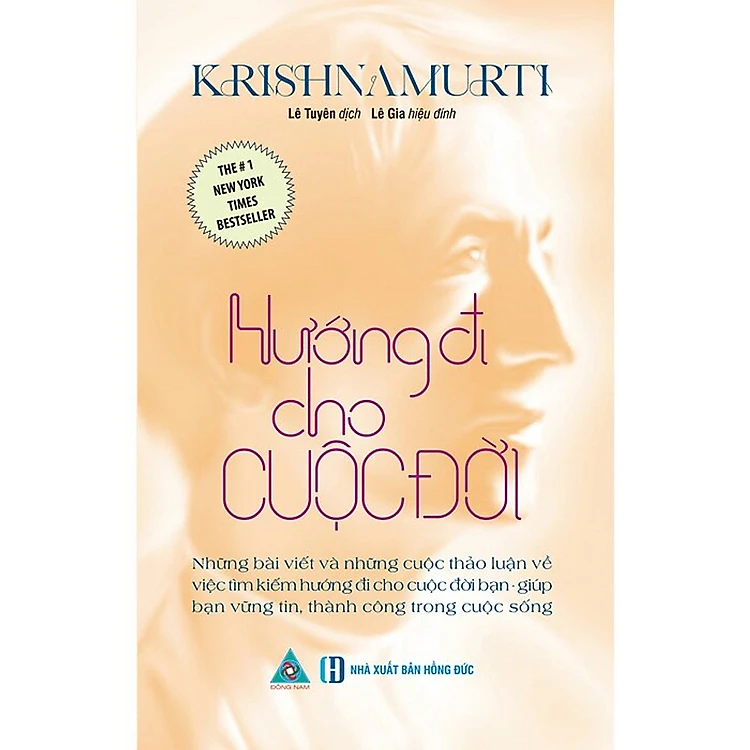 KRISHNAMURTI
Lê Tuyên dịch Lê Gia hiệu đính
THE # 1
NEW YORK
TIMES
BESTSELLER
Hướng đi
cho
CUỘC ĐỜI
Những bài viết và những cuộc thảo luận về
việc tìm kiếm hướng đi cho cuộc đời bạn - giúp
bạn vững tin, thành công trong cuộc sống
ĐÔNG NAM
NHÀ XUẤT BẢN HỒNG ĐỨC